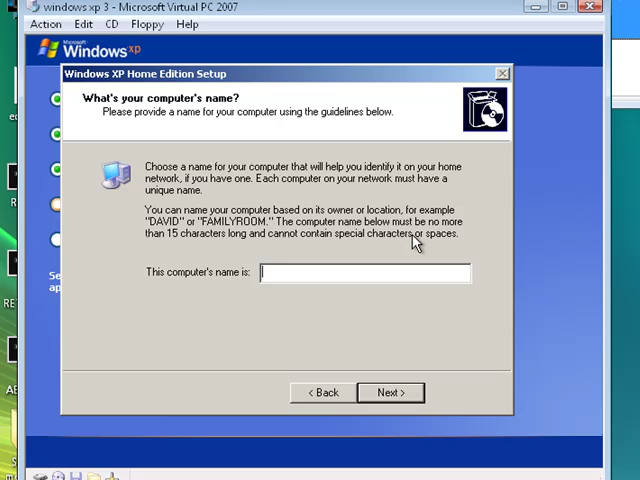 windows xp 3 - Microsoft Virtual PC 2007
Action Edit CD Floppy Help
Microsoft
Windows xp
Windows XP Home Edition Setup
What's your computer's name?
Please provide a name for your computer using the guidelines below.
Choose a name for your computer that will help you identify it on your home
network, if you have one. Each computer on your network must have a
unique name.
You can name your computer based on its owner or location, for example
"DAVID" or "FAMILYROOM." The computer name below must be no more
than 15 characters long and cannot contain special characters or spaces.
This computer's name is:
< Back Next >